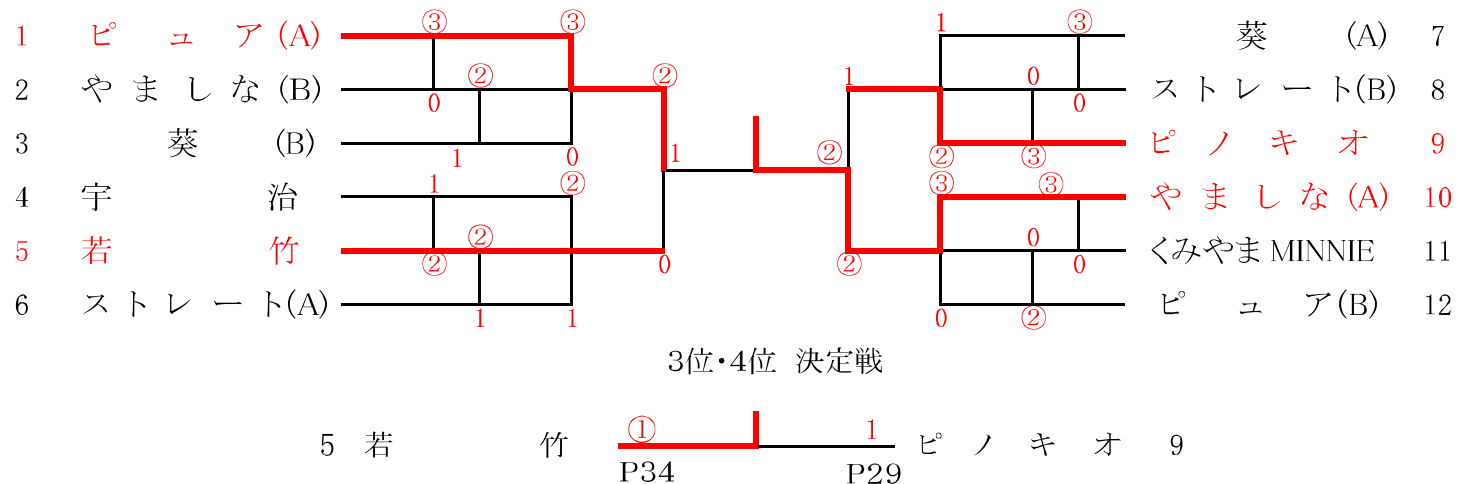 ③ ③ 1 ③
1 ピュア(A) 葵(A) 7
② ② 1 0
2 やましな(B) ストレート(B) 8
0 0
3 葵(B) ピノキオ 9
1 0 1 ② ② ③
1 ② ③ ③
4 宇治 やましな(A) 10
② 0
5 若竹 くみやまMINNIE 11
② 0 ② 0
6 ストレート(A) ピュア(B) 12
1 1 0 ②
3位・4位 決定戦
① 1
5 若竹 ピノキオ 9
P34 P29